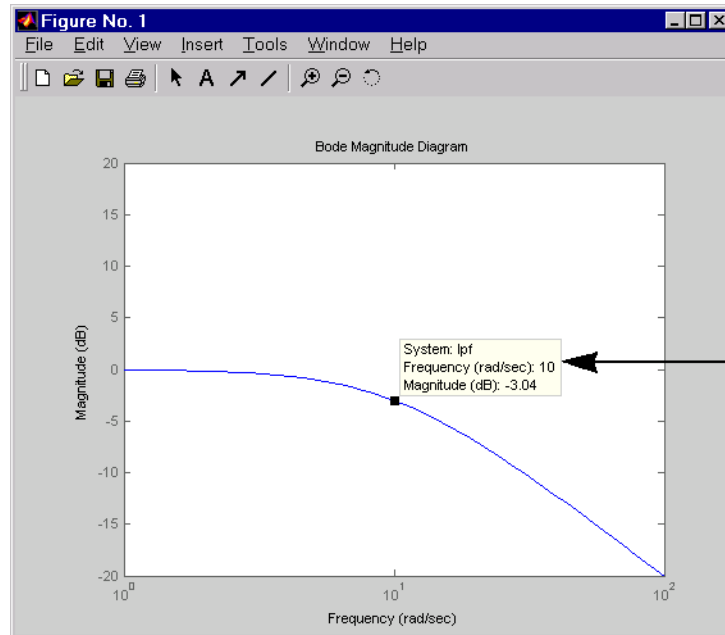 Figure No. 1
File Edit View Insert Tools Window Help
A
Bode Magnitude Diagram
20
15
10
5
0
-5
-10
-15
-20
Magnitude (dB)
System: lpf
Frequency (rad/sec): 10
Magnitude (dB): -3.04
10^0 10^1 10^2
Frequency (rad/sec)